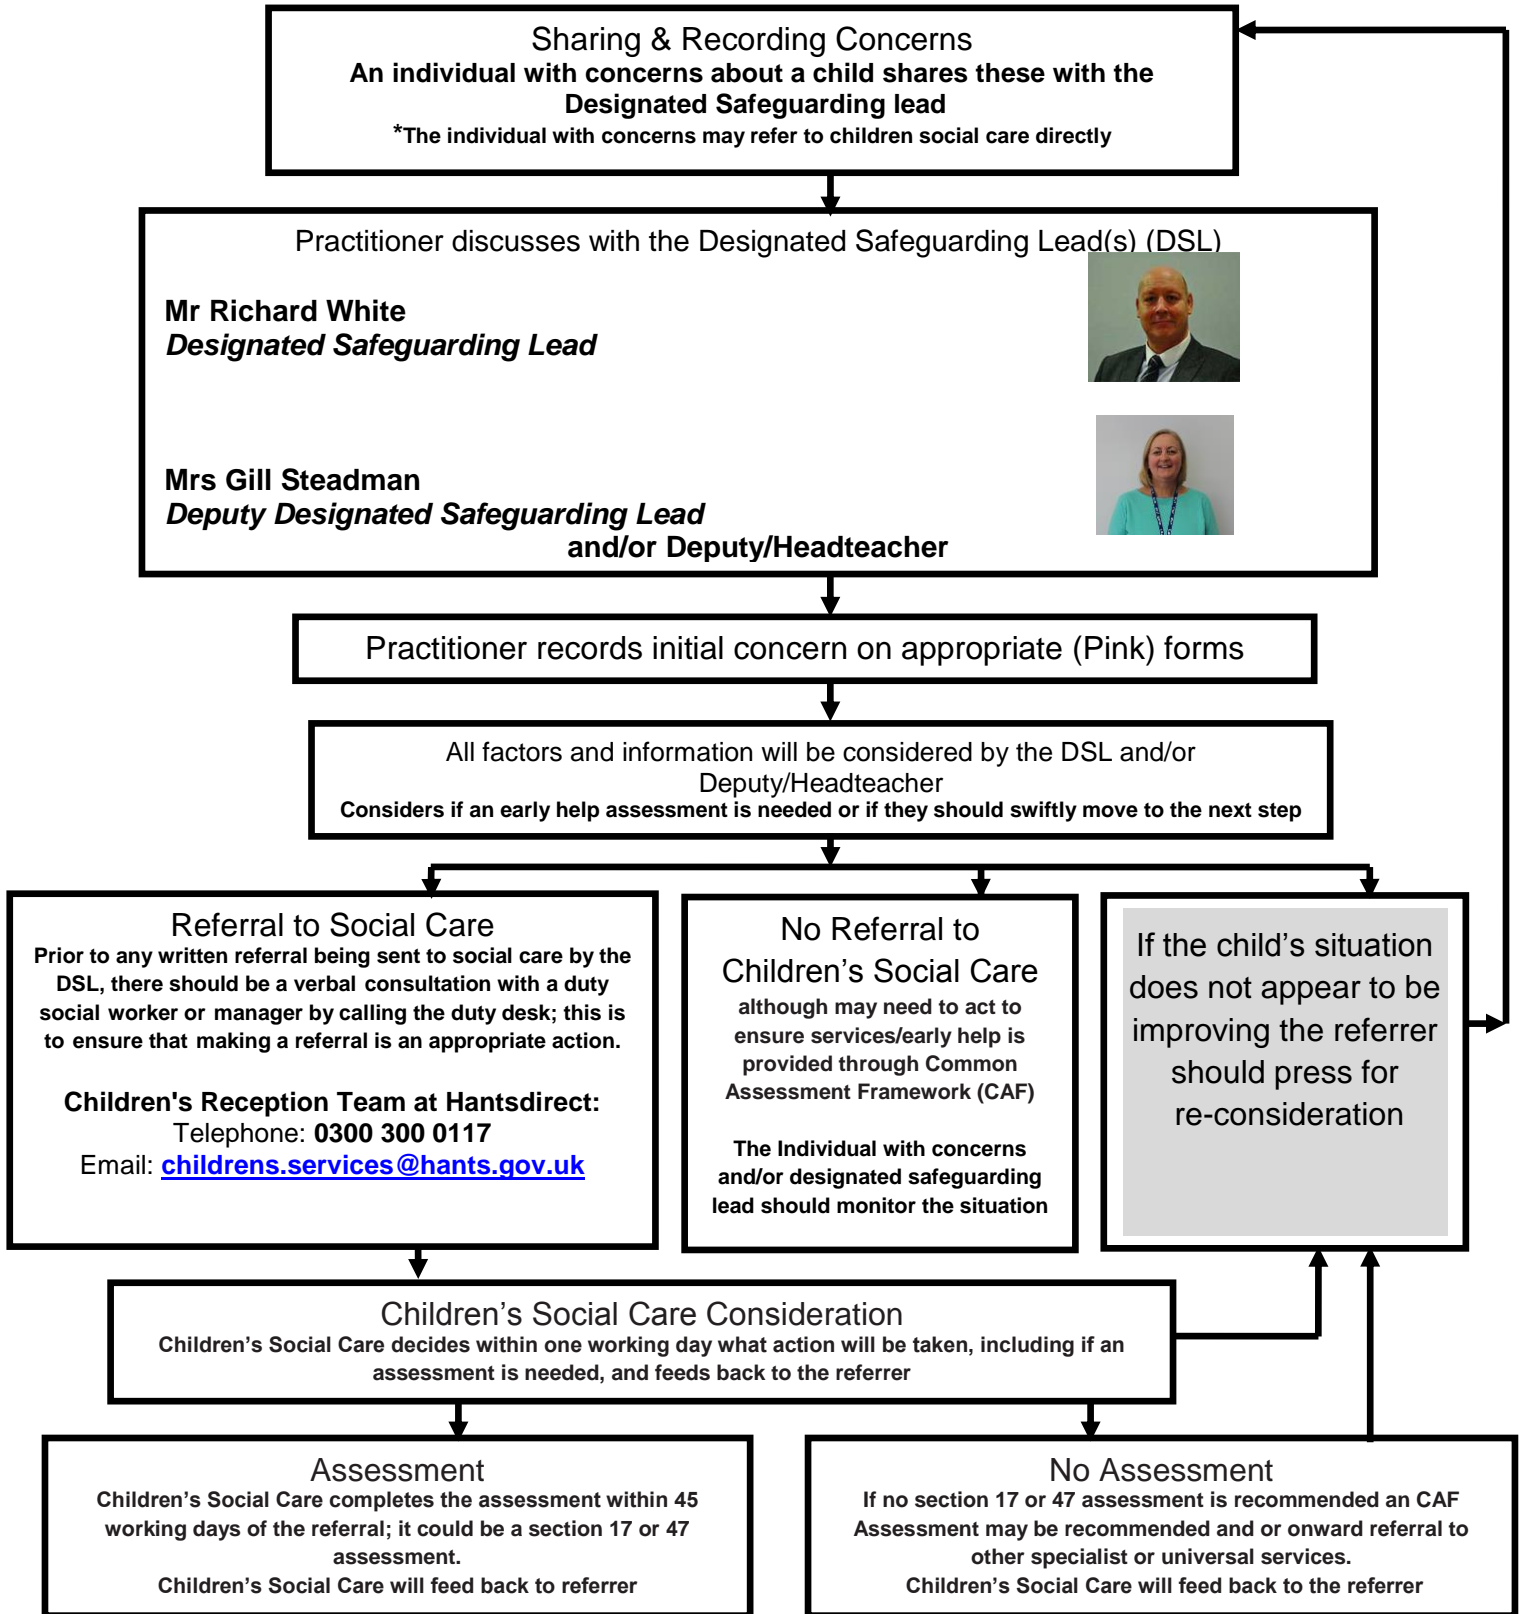 Sharing & Recording Concerns
An individual with concerns about a child shares these with the
Designated Safeguarding lead
*The individual with concerns may refer to children social care directly
Practitioner discusses with the Designated Safeguarding Lead(s) (DSL)
Mr Richard White
Designated Safeguarding Lead
Mrs Gill Steadman
Deputy Designated Safeguarding Lead
and/or Deputy/Headteacher
Practitioner records initial concern on appropriate (Pink) forms
All factors and information will be considered by the DSL and/or
Deputy/Headteacher
Considers if an early help assessment is needed or if they should swiftly move to the next step
Referral to Social Care
Prior to any written referral being sent to social care by the
DSL, there should be a verbal consultation with a duty
social worker or manager by calling the duty desk; this is
to ensure that making a referral is an appropriate action.
Children's Reception Team at Hantsdirect:
Telephone: 0300 300 0117
Email: childrens.services@hants.gov.uk
No Referral to
Children’s Social Care
although may need to act to
ensure services/early help is
provided through Common
Assessment Framework (CAF)
The Individual with concerns
and/or designated safeguarding
lead should monitor the situation
If the child’s situation
does not appear to be
improving the referrer
should press for
re-consideration
Children’s Social Care Consideration
Children’s Social Care decides within one working day what action will be taken, including if an
assessment is needed, and feeds back to the referrer
Assessment
Children’s Social Care completes the assessment within 45
working days of the referral; it could be a section 17 or 47
assessment.
Children’s Social Care will feed back to referrer
No Assessment
If no section 17 or 47 assessment is recommended an CAF
Assessment may be recommended and or onward referral to
other specialist or universal services.
Children’s Social Care will feed back to the referrer